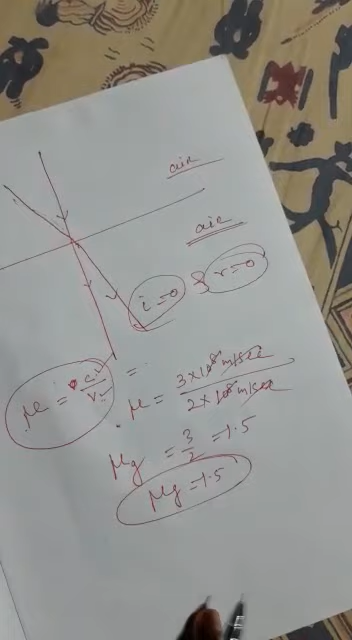 air
air
i=0 & r=0
μ = c/v =
μ = 3×10⁸ m/sec / 2×10⁸ m/sec
μg = 3/2 = 1.5
μg = 1.5